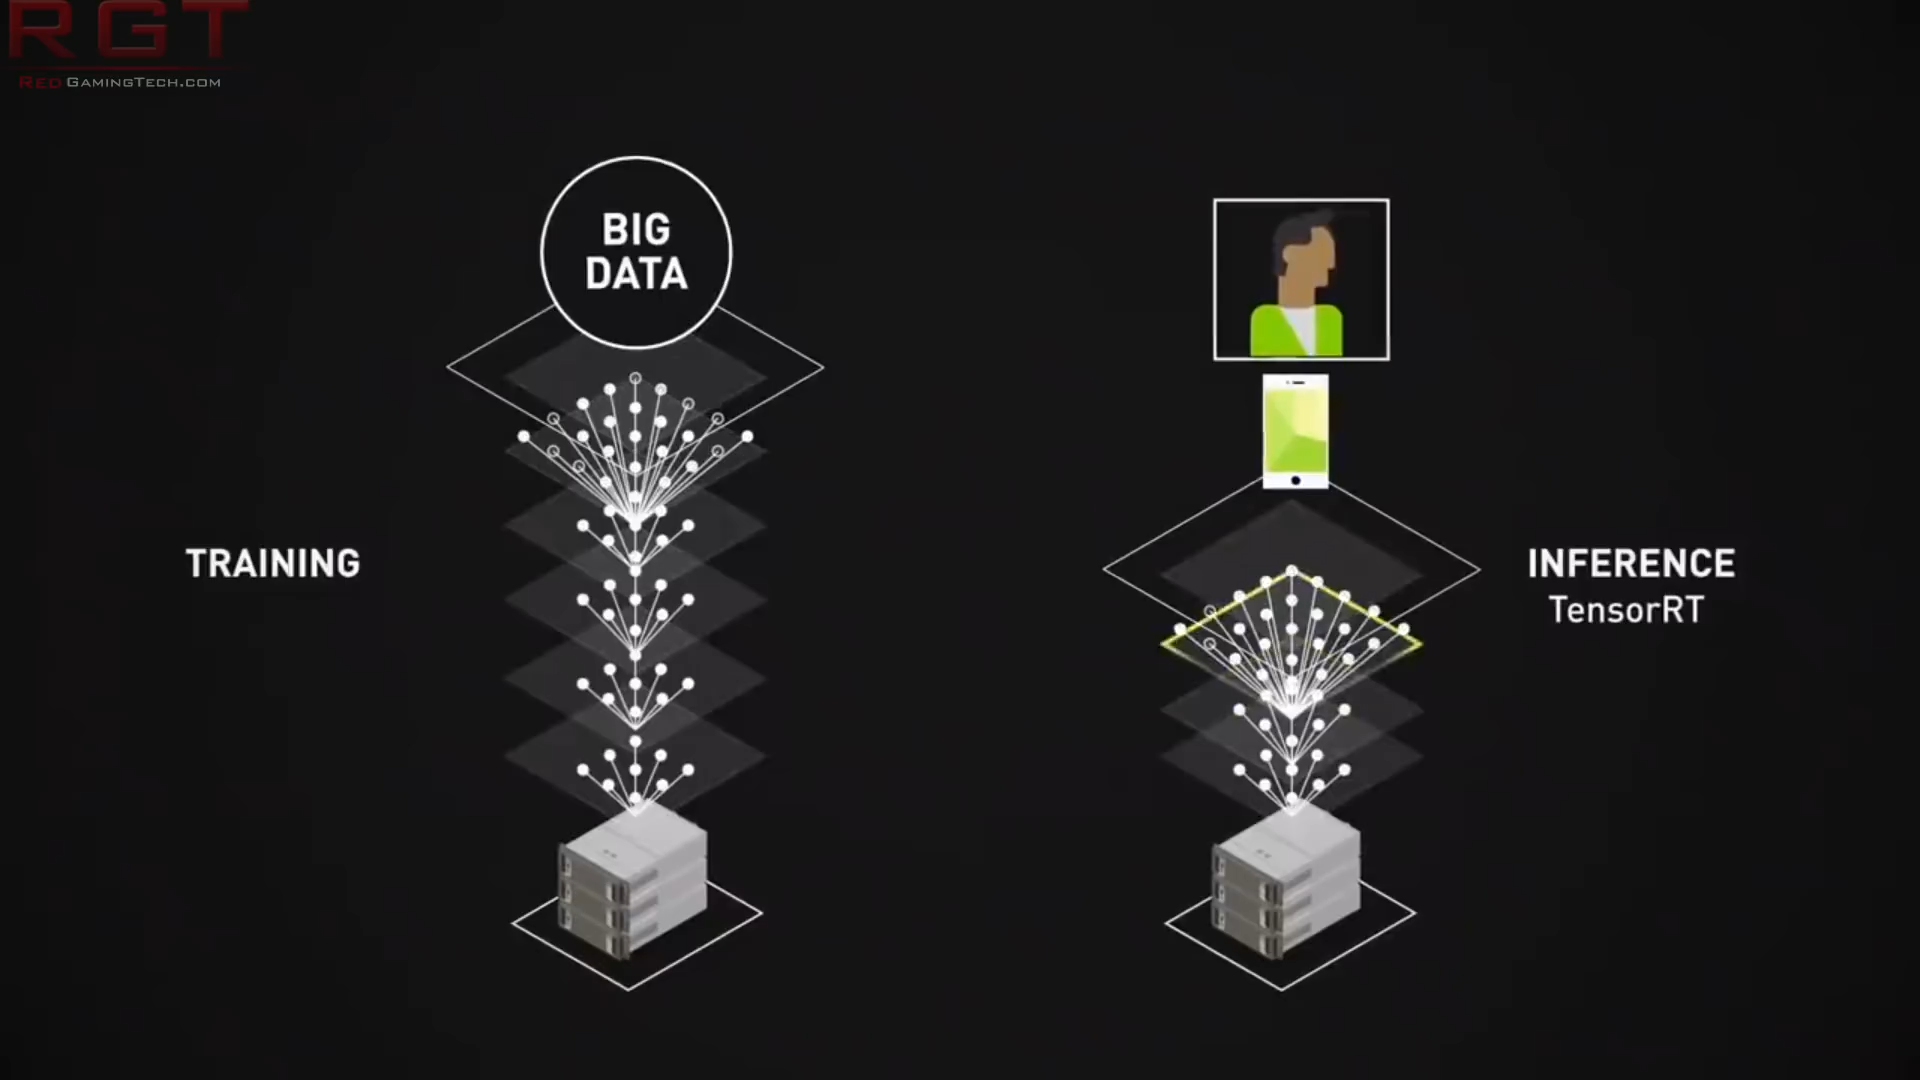 RGT
RedGamingTech.com
BIG
DATA
TRAINING
INFERENCE
TensorRT